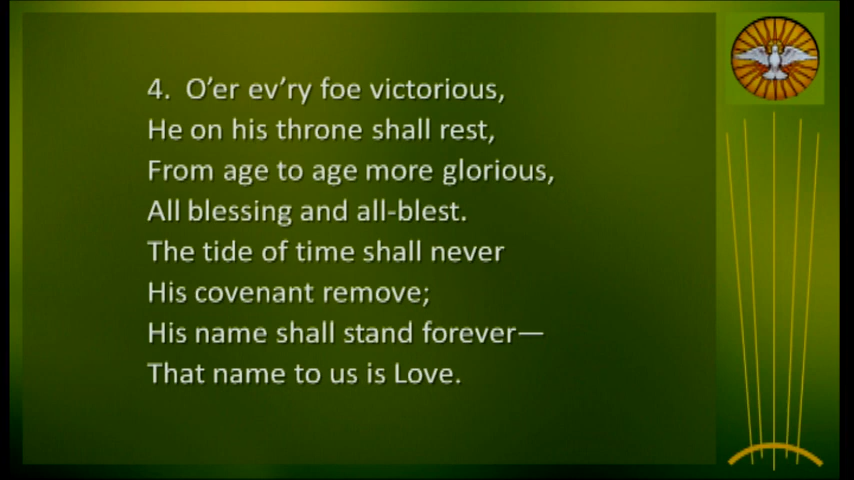 4. O’er ev’ry foe victorious,
He on his throne shall rest,
From age to age more glorious,
All blessing and all-blest.
The tide of time shall never
His covenant remove;
His name shall stand forever—
That name to us is Love.